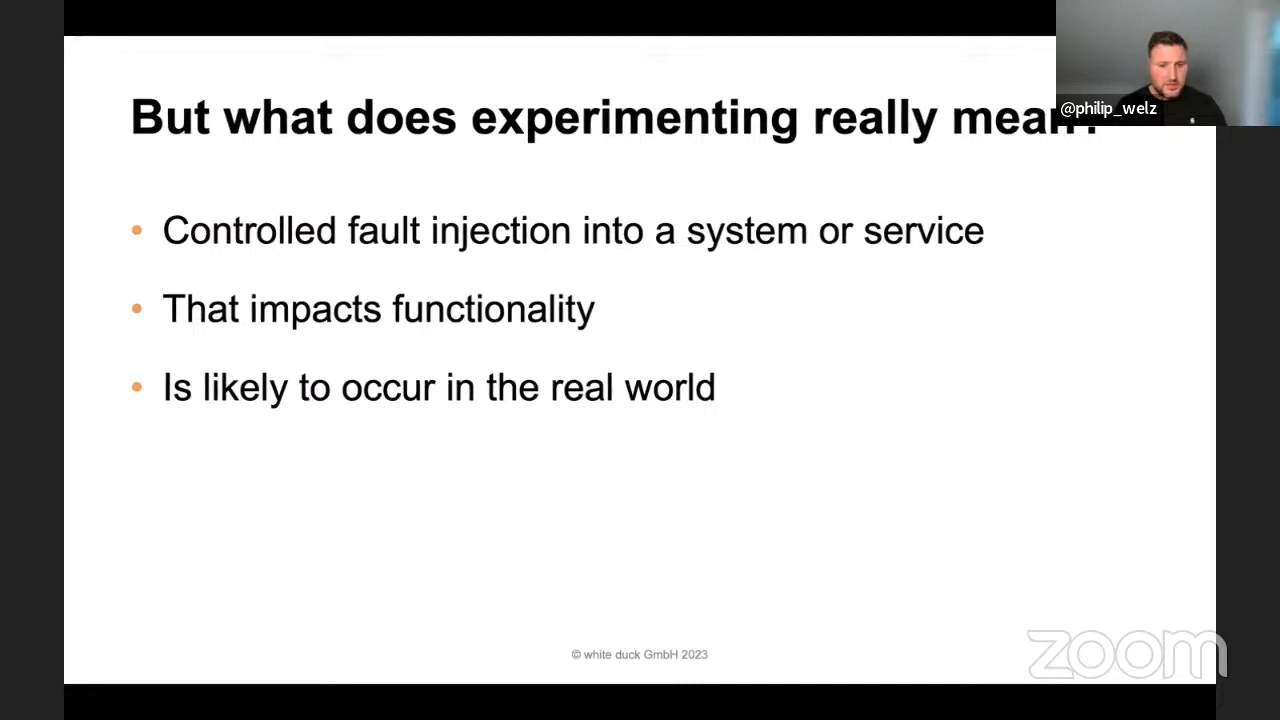 But what does experimenting really mean?
@philip_welz
• Controlled fault injection into a system or service
• That impacts functionality
• Is likely to occur in the real world
© white duck GmbH 2023
zoom